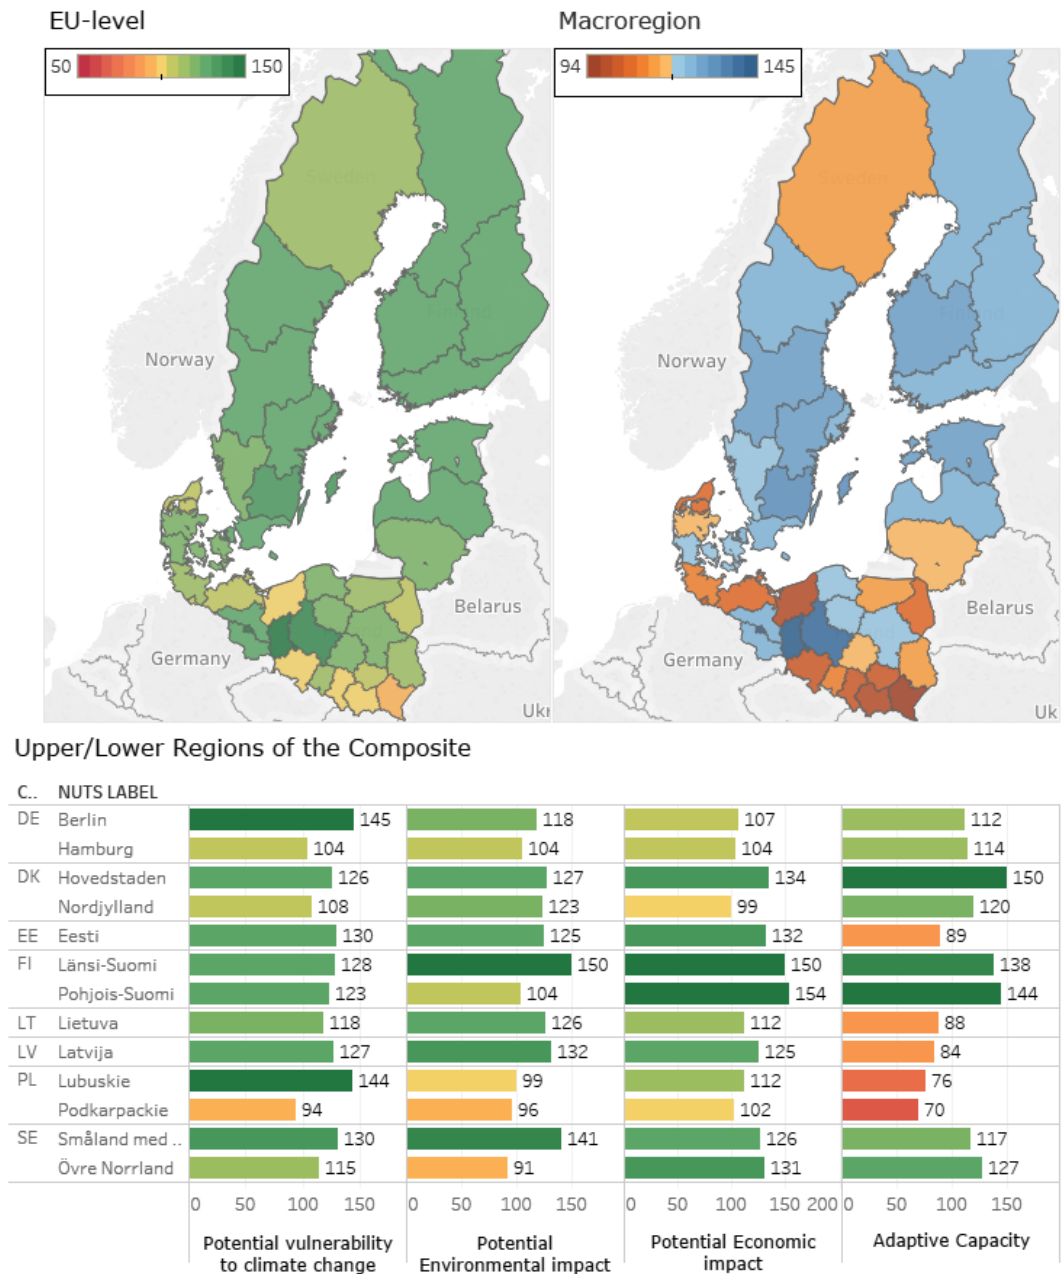 EU-level
Macroregion
50 150
94 145
Sweden
Sweden
Finland
Finland
Norway
Norway
Belarus
Belarus
Germany
Germany
Ukr
Uk
Upper/Lower Regions of the Composite
C.. NUTS LABEL
DE Berlin 145 118 107 112
Hamburg 104 104 104 114
DK Hovedstaden 126 127 134 150
Nordjylland 108 123 99 120
EE Eesti 130 125 132 89
FI Länsi-Suomi 128 150 150 138
Pohjois-Suomi 123 104 154 144
LT Lietuva 118 126 112 88
LV Latvija 127 132 125 84
PL Lubuskie 144 99 112 76
Podkarpackie 94 96 102 70
SE Småland med .. 130 141 126 117
Övre Norrland 115 91 131 127
0 50 100 150 0 50 100 150 0 50 100 150 200 0 50 100 150
Potential vulnerability
to climate change
Potential
Environmental impact
Potential Economic
impact
Adaptive Capacity